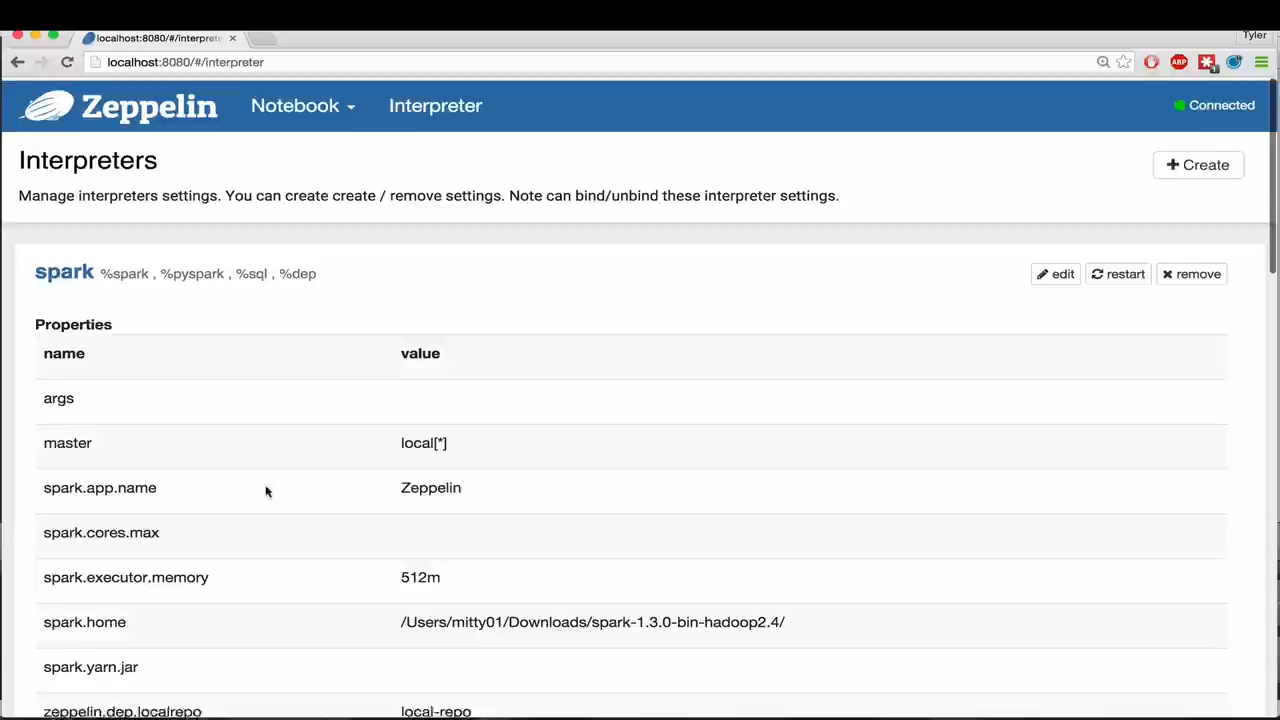 Tyler
localhost:8080/#/interprete
localhost:8080/#/interpreter
ABP
1
Zeppelin Notebook Interpreter Connected
Interpreters
Create
Manage interpreters settings. You can create create / remove settings. Note can bind/unbind these interpreter settings.
spark %spark , %pyspark , %sql , %dep edit restart remove
Properties
name value
args
master local[*]
spark.app.name Zeppelin
spark.cores.max
spark.executor.memory 512m
spark.home /Users/mitty01/Downloads/spark-1.3.0-bin-hadoop2.4/
spark.yarn.jar
zeppelin.dep.localrepo local-repo